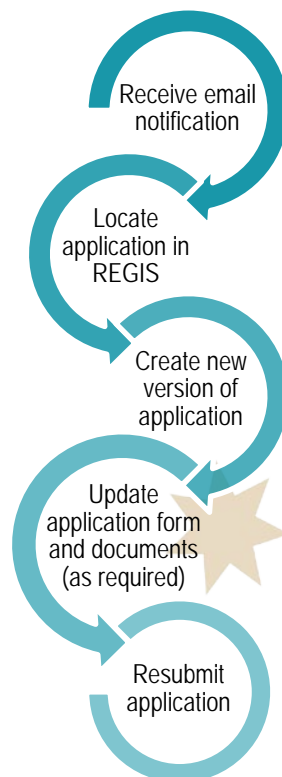 Receive email
notification
Locate
application in
REGIS
Create new
version of
application
Update
application form
and documents
(as required)
Resubmit
application